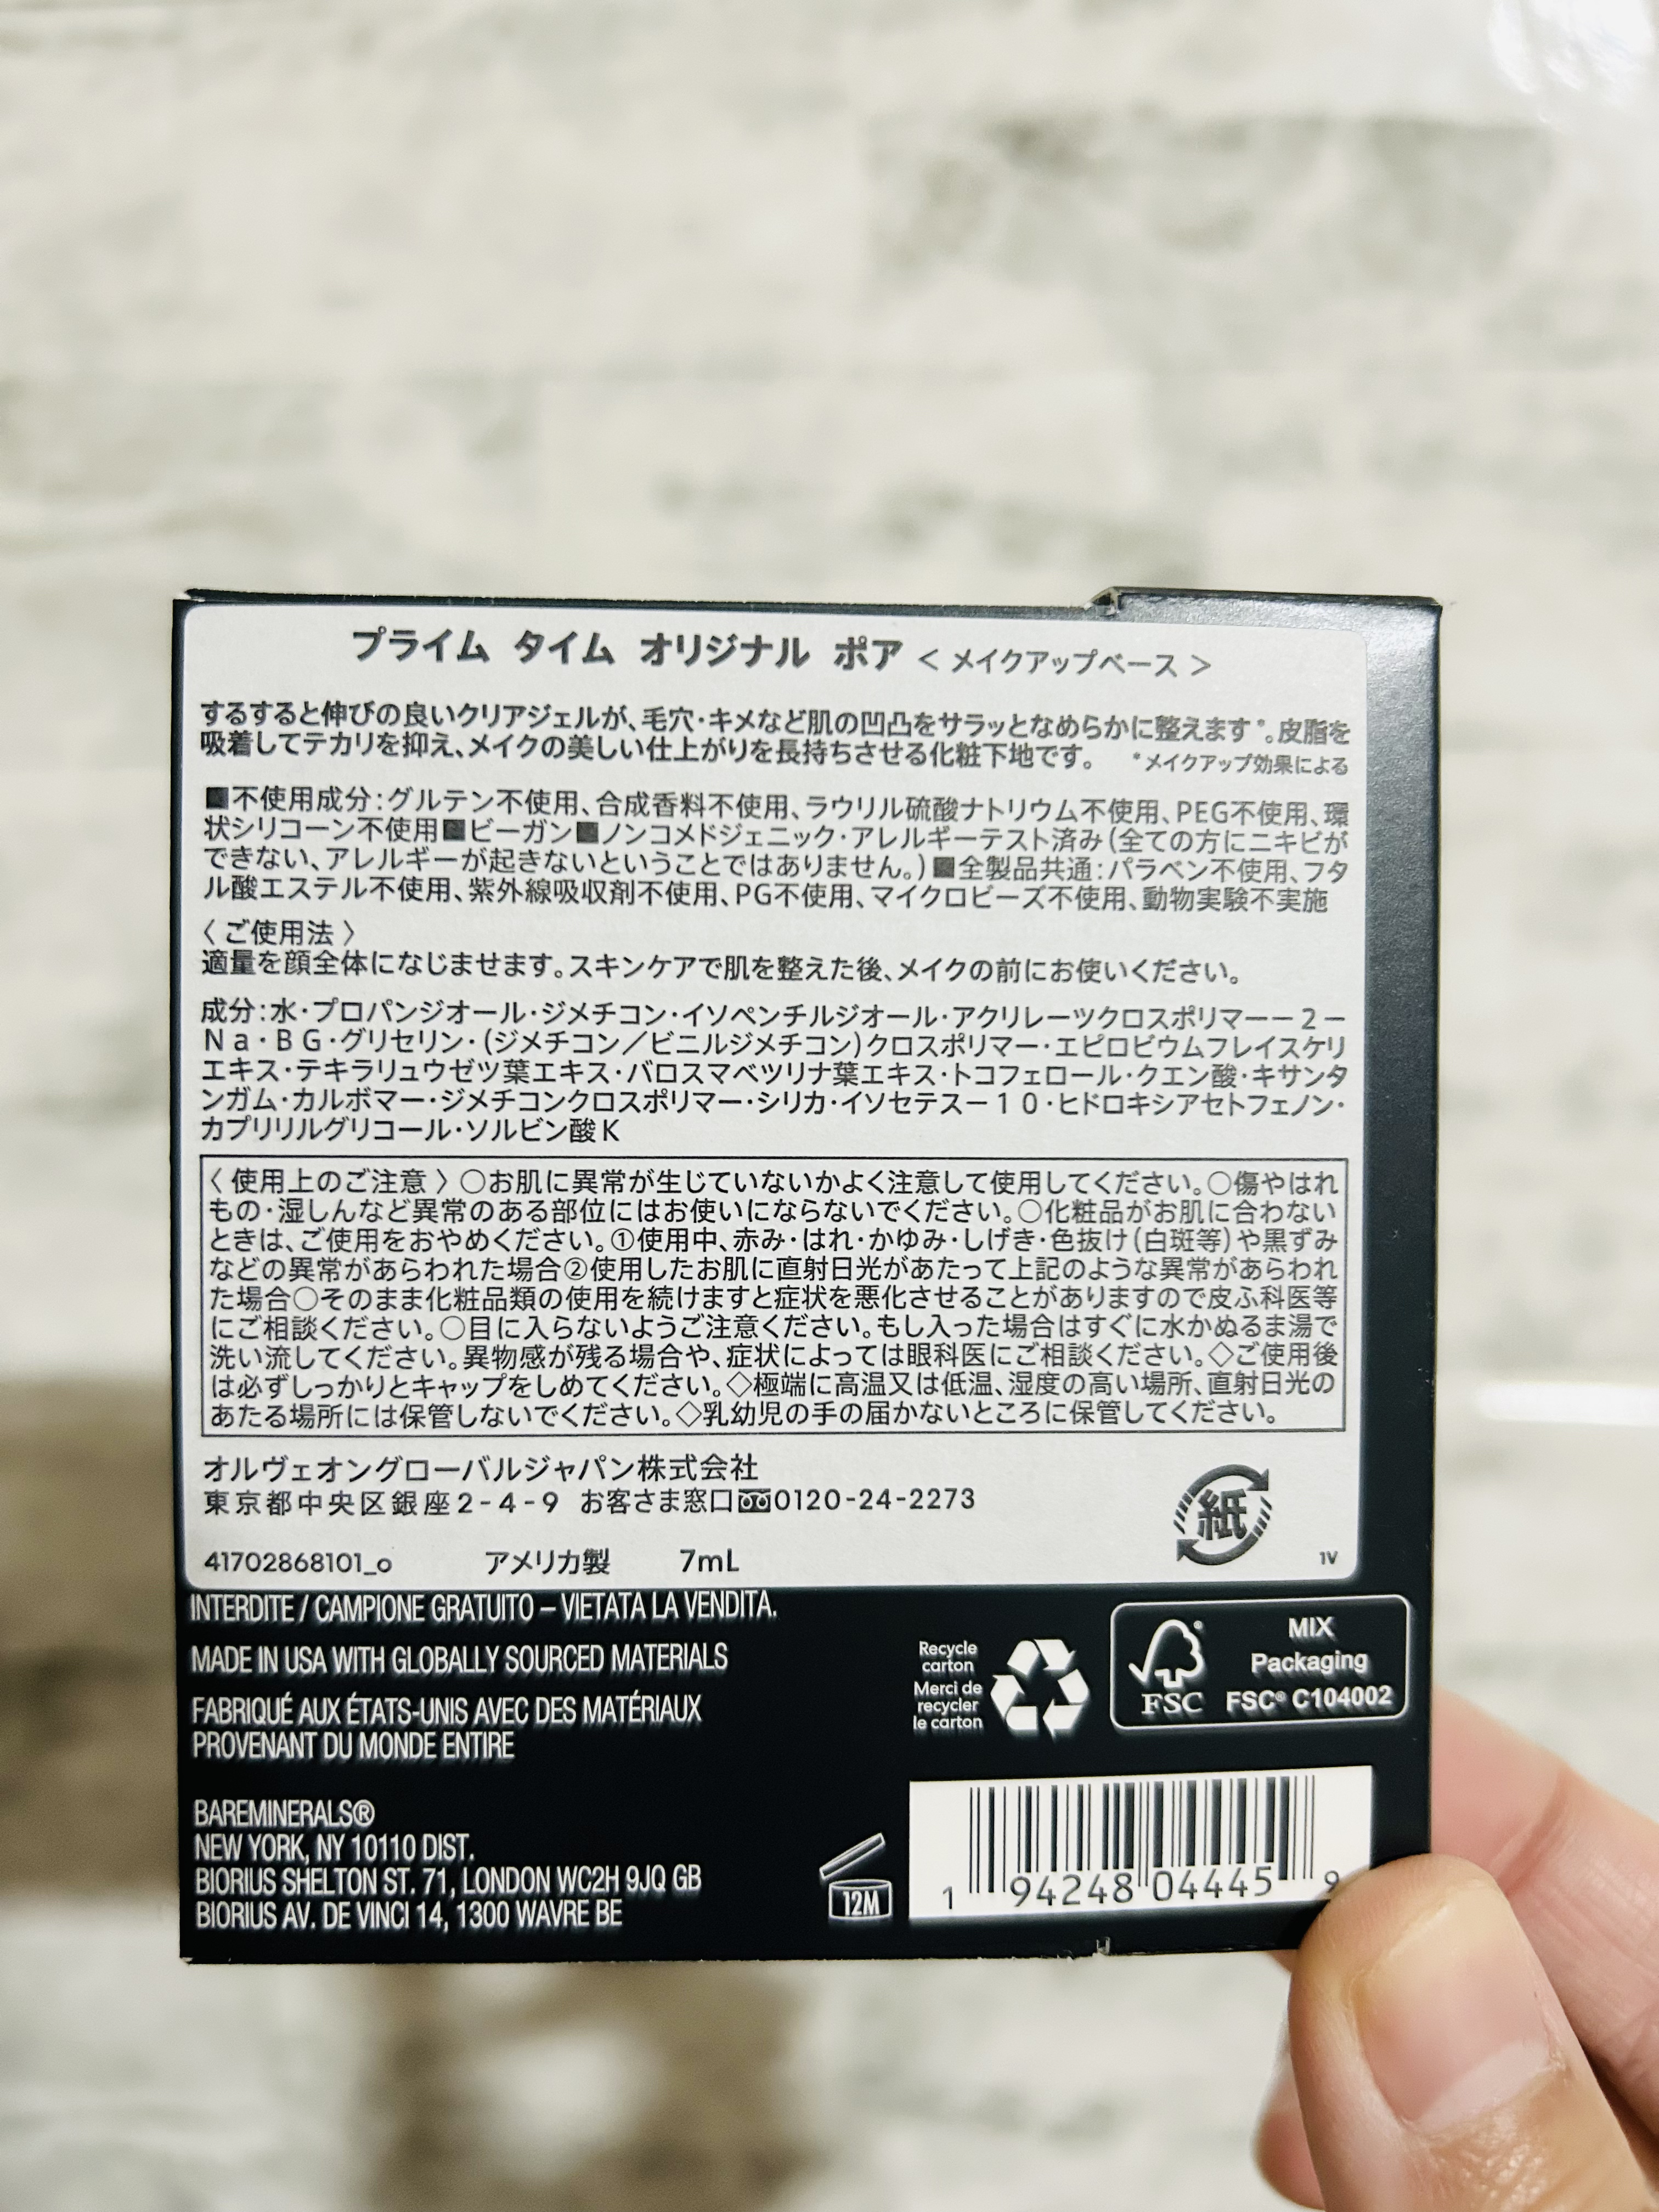 プライム タイム オリジナル ポア ＜メイクアップベース＞
するすると伸びの良いクリアジェルが、毛穴・キメなど肌の凹凸をサラッとなめらかに整えます*。皮脂を
吸着してテカリを抑え、メイクの美しい仕上がりを長持ちさせる化粧下地です。 *メイクアップ効果による
■不使用成分：グルテン不使用、合成香料不使用、ラウリル硫酸ナトリウム不使用、PEG不使用、環
状シリコーン不使用■ビーガン■ノンコメドジェニック・アレルギーテスト済み（全ての方にニキビが
できない、アレルギーが起きないということではありません。）■全製品共通：パラベン不使用、フタ
ル酸エステル不使用、紫外線吸収剤不使用、PG不使用、マイクロビーズ不使用、動物実験不実施
〈ご使用法〉
適量を顔全体になじませます。スキンケアで肌を整えた後、メイクの前にお使いください。
成分：水・プロパンジオール・ジメチコン・イソペンチルジオール・アクリレーツクロスポリマー－２－
Ｎａ・ＢＧ・グリセリン・（ジメチコン／ビニルジメチコン）クロスポリマー・エピロビウムフレイスケリ
エキス・テキラリュウゼツ葉エキス・バロスマベツリナ葉エキス・トコフェロール・クエン酸・キサンタ
ンガム・カルボマー・ジメチコンクロスポリマー・シリカ・イソセテス－１０・ヒドロキシアセトフェノン・
カプリリルグリコール・ソルビン酸Ｋ
〈使用上のご注意〉○お肌に異常が生じていないかよく注意して使用してください。○傷やはれ
もの・湿しんなど異常のある部位にはお使いにならないでください。○化粧品がお肌に合わない
ときは、ご使用をおやめください。①使用中、赤み・はれ・かゆみ・しげき・色抜け（白斑等）や黒ずみ
などの異常があらわれた場合②使用したお肌に直射日光があたって上記のような異常があらわれ
た場合○そのまま化粧品類の使用を続けますと症状を悪化させることがありますので皮ふ科医等
にご相談ください。○目に入らないようご注意ください。もし入った場合はすぐに水かぬるま湯で
洗い流してください。異物感が残る場合や、症状によっては眼科医にご相談ください。◇ご使用後
は必ずしっかりとキャップをしめてください。◇極端に高温又は低温、湿度の高い場所、直射日光の
あたる場所には保管しないでください。◇乳幼児の手の届かないところに保管してください。
オルヴェオングローバルジャパン株式会社
東京都中央区銀座2-4-9 お客さま窓口0120-24-2273
紙
41702868101_o アメリカ製 7mL 1V
INTERDITE / CAMPIONE GRATUITO – VIETATA LA VENDITA.
MADE IN USA WITH GLOBALLY SOURCED MATERIALS
FABRIQUÉ AUX ÉTATS-UNIS AVEC DES MATÉRIAUX
PROVENANT DU MONDE ENTIRE
Recycle
carton
Merci de
recycler
le carton
FSC
MIX
Packaging
FSC® C104002
BAREMINERALS®
NEW YORK, NY 10110 DIST.
BIORIUS SHELTON ST. 71, LONDON WC2H 9JQ GB
BIORIUS AV. DE VINCI 14, 1300 WAVRE BE
12M
1 94248 04445 9